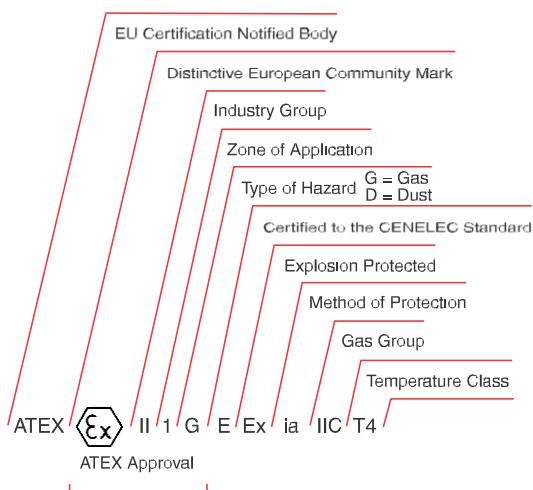 EU Certification Notified Body
Distinctive European Community Mark
Industry Group
Zone of Application
Type of Hazard G = Gas
D = Dust
Certified to the CENELEC Standard
Explosion Protected
Method of Protection
Gas Group
Temperature Class
ATEX Ex II 1 G E Ex ia IIC T4
ATEX Approval